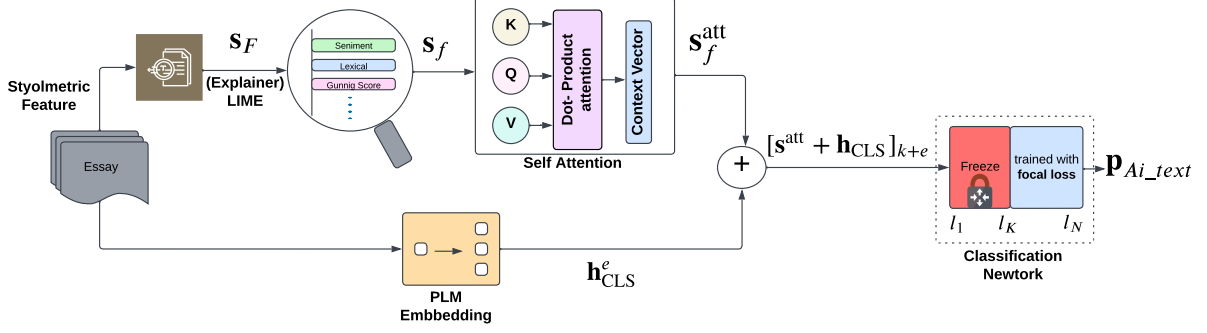 Styolmetric
Feature
Essay
s_F
(Explainer)
LIME
Seniment
Lexical
Gunnig Score
s_f
K
Q
V
Dot- Product
attention
Context Vector
Self Attention
s_f^att
+
[s^att + h_CLS]_k+e
h_CLS^e
PLM
Embbedding
Freeze
trained with
focal loss
l_1 l_K l_N
p_Ai_text
Classification
Newtork